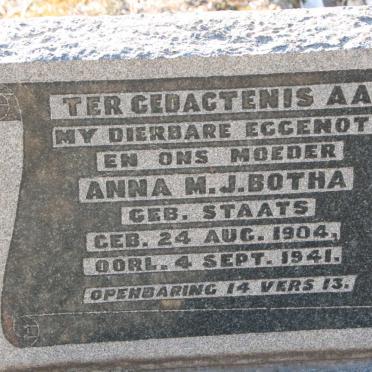 TER GEDAGTENIS AA
MY DIERBARE EGGENOT
EN ONS MOEDER
ANNA M.J. BOTHA
GEB. STAATS
GEB. 24 AUG. 1904,
OORL. 4 SEPT. 1941.
OPENBARING 14 VERS 13.